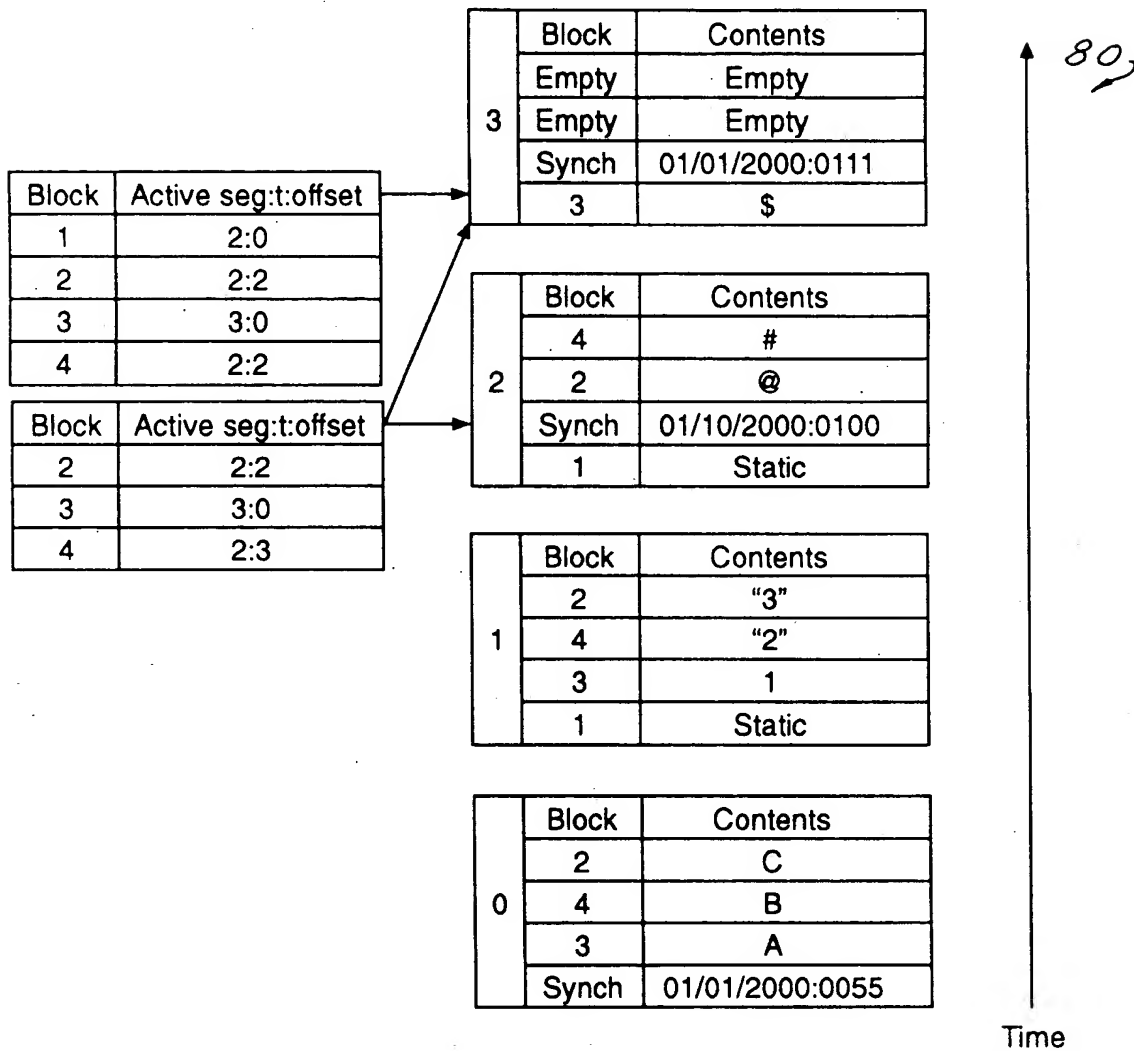 Block Contents
Empty Empty
Empty Empty
Synch 01/01/2000:0111
3 $
3
80
Block Active seg:t:offset
1 2:0
2 2:2
3 3:0
4 2:2
Block Active seg:t:offset
2 2:2
3 3:0
4 2:3
Block Contents
4 #
2 @
Synch 01/10/2000:0100
1 Static
2
Block Contents
2 “3”
4 “2”
3 1
1 Static
1
Block Contents
2 C
4 B
3 A
Synch 01/01/2000:0055
0
Time